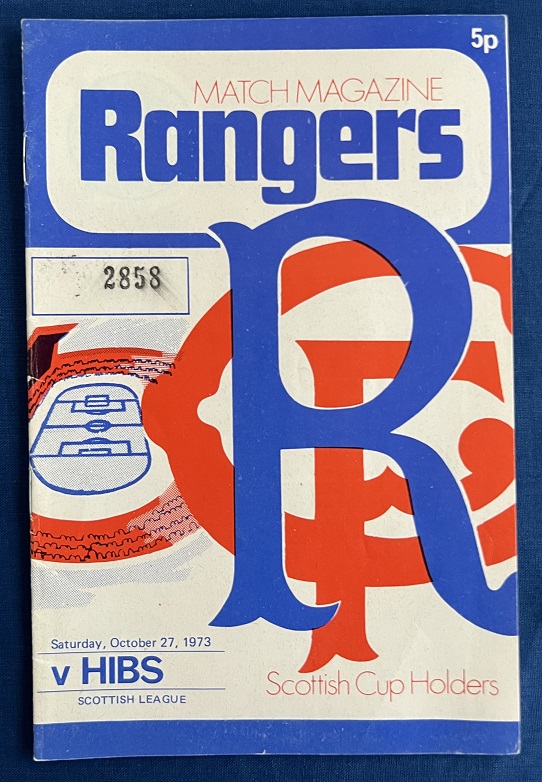 5p
MATCH MAGAZINE
Rangers
2858
R F C
Saturday, October 27, 1973
v HIBS
SCOTTISH LEAGUE
Scottish Cup Holders